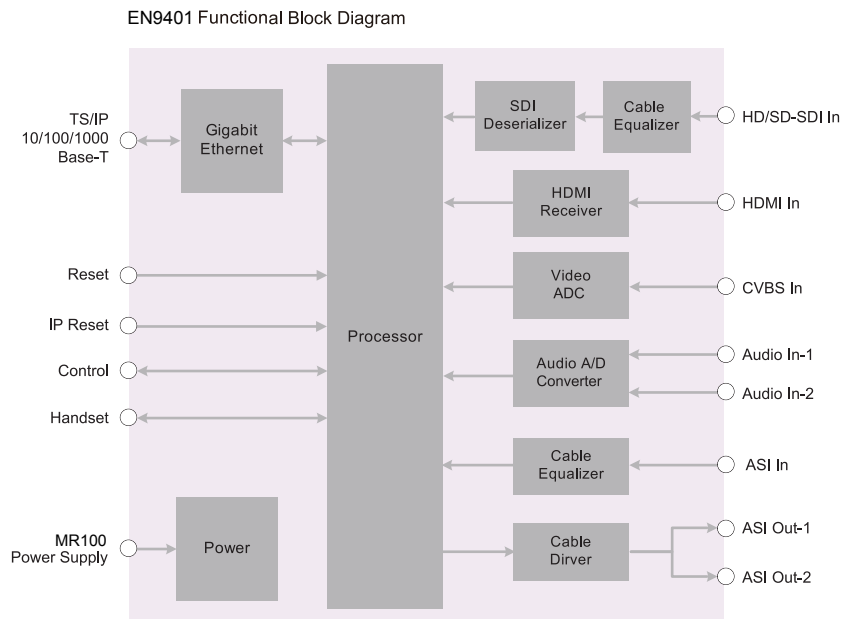 EN9401 Functional Block Diagram
TS/IP
10/100/1000
Base-T
Gigabit
Ethernet
Reset
IP Reset
Control
Handset
MR100
Power Supply
Power
Processor
SDI
Deserializer
Cable
Equalizer
HD/SD-SDI In
HDMI
Receiver
HDMI In
Video
ADC
CVBS In
Audio A/D
Converter
Audio In-1
Audio In-2
Cable
Equalizer
ASI In
Cable
Dirver
ASI Out-1
ASI Out-2